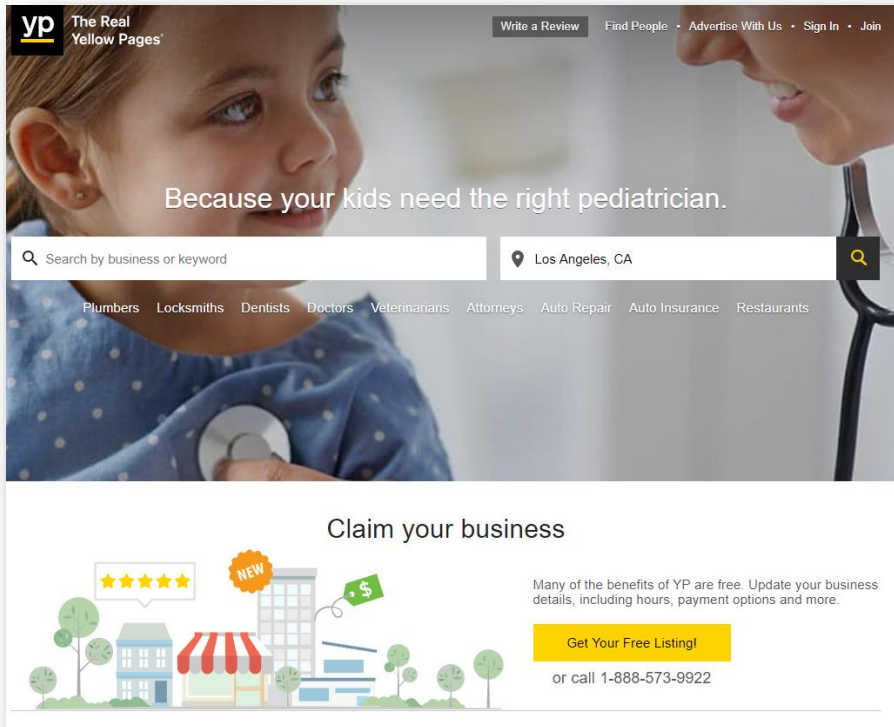 yp The Real
Yellow Pages®
Write a Review Find People • Advertise With Us • Sign In • Join
Because your kids need the right pediatrician.
Search by business or keyword
Los Angeles, CA
Plumbers Locksmiths Dentists Doctors Veterinarians Attorneys Auto Repair Auto Insurance Restaurants
Claim your business
NEW
$
Many of the benefits of YP are free. Update your business
details, including hours, payment options and more.
Get Your Free Listing!
or call 1-888-573-9922